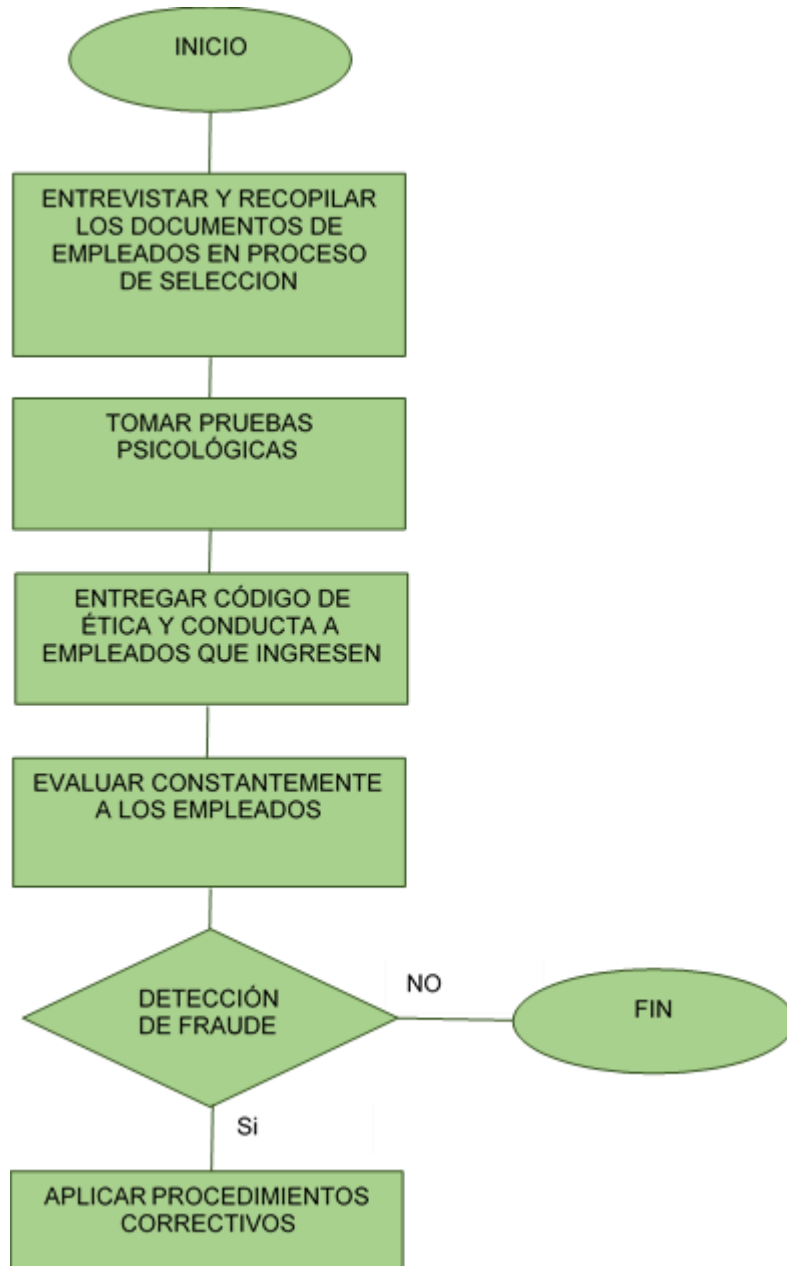 INICIO
ENTREVISTAR Y RECOPILAR
LOS DOCUMENTOS DE
EMPLEADOS EN PROCESO
DE SELECCION
TOMAR PRUEBAS
PSICOLÓGICAS
ENTREGAR CÓDIGO DE
ÉTICA Y CONDUCTA A
EMPLEADOS QUE INGRESEN
EVALUAR CONSTANTEMENTE
A LOS EMPLEADOS
DETECCIÓN
DE FRAUDE
NO
FIN
Si
APLICAR PROCEDIMIENTOS
CORRECTIVOS